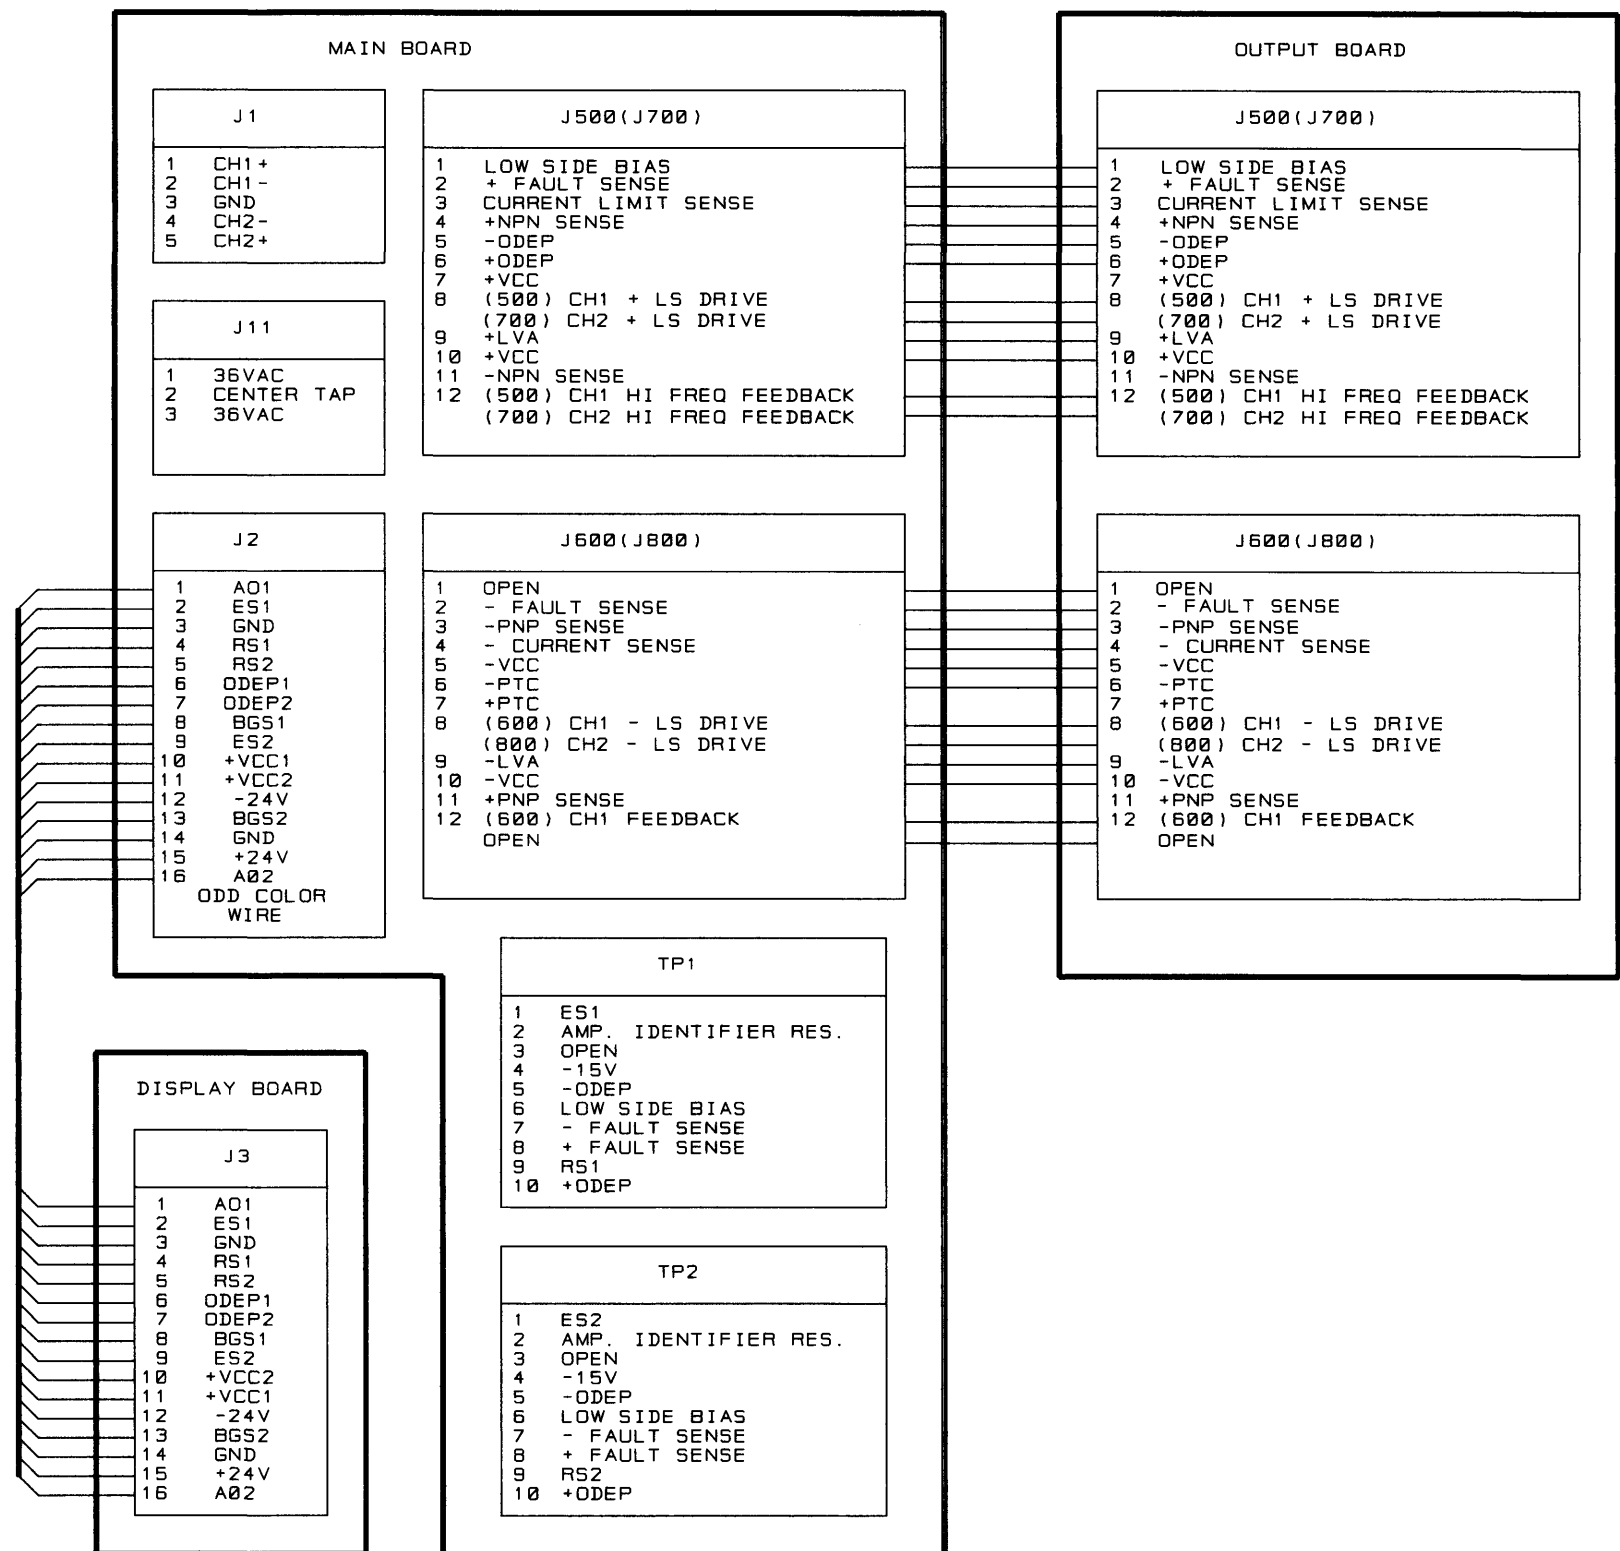 MAIN BOARD
J1
1 CH1+
2 CH1-
3 GND
4 CH2-
5 CH2+
J11
1 36VAC
2 CENTER TAP
3 36VAC
J2
1 AO1
2 ES1
3 GND
4 RS1
5 RS2
6 ODEP1
7 ODEP2
8 BGS1
9 ES2
10 +VCC1
11 +VCC2
12 -24V
13 BGS2
14 GND
15 +24V
16 A02
ODD COLOR
WIRE
J500(J700)
1 LOW SIDE BIAS
2 + FAULT SENSE
3 CURRENT LIMIT SENSE
4 +NPN SENSE
5 -ODEP
6 +ODEP
7 +VCC
8 (500) CH1 + LS DRIVE
(700) CH2 + LS DRIVE
9 +LVA
10 +VCC
11 -NPN SENSE
12 (500) CH1 HI FREQ FEEDBACK
(700) CH2 HI FREQ FEEDBACK
J600(J800)
1 OPEN
2 - FAULT SENSE
3 -PNP SENSE
4 - CURRENT SENSE
5 -VCC
6 -PTC
7 +PTC
8 (600) CH1 - LS DRIVE
(800) CH2 - LS DRIVE
9 -LVA
10 -VCC
11 +PNP SENSE
12 (600) CH1 FEEDBACK
OPEN
TP1
1 ES1
2 AMP. IDENTIFIER RES.
3 OPEN
4 -15V
5 -ODEP
6 LOW SIDE BIAS
7 - FAULT SENSE
8 + FAULT SENSE
9 RS1
10 +ODEP
TP2
1 ES2
2 AMP. IDENTIFIER RES.
3 OPEN
4 -15V
5 -ODEP
6 LOW SIDE BIAS
7 - FAULT SENSE
8 + FAULT SENSE
9 RS2
10 +ODEP
OUTPUT BOARD
J500(J700)
1 LOW SIDE BIAS
2 + FAULT SENSE
3 CURRENT LIMIT SENSE
4 +NPN SENSE
5 -ODEP
6 +ODEP
7 +VCC
8 (500) CH1 + LS DRIVE
(700) CH2 + LS DRIVE
9 +LVA
10 +VCC
11 -NPN SENSE
12 (500) CH1 HI FREQ FEEDBACK
(700) CH2 HI FREQ FEEDBACK
J600(J800)
1 OPEN
2 - FAULT SENSE
3 -PNP SENSE
4 - CURRENT SENSE
5 -VCC
6 -PTC
7 +PTC
8 (600) CH1 - LS DRIVE
(800) CH2 - LS DRIVE
9 -LVA
10 -VCC
11 +PNP SENSE
12 (600) CH1 FEEDBACK
OPEN
DISPLAY BOARD
J3
1 AO1
2 ES1
3 GND
4 RS1
5 RS2
6 ODEP1
7 ODEP2
8 BGS1
9 ES2
10 +VCC2
11 +VCC1
12 -24V
13 BGS2
14 GND
15 +24V
16 A02